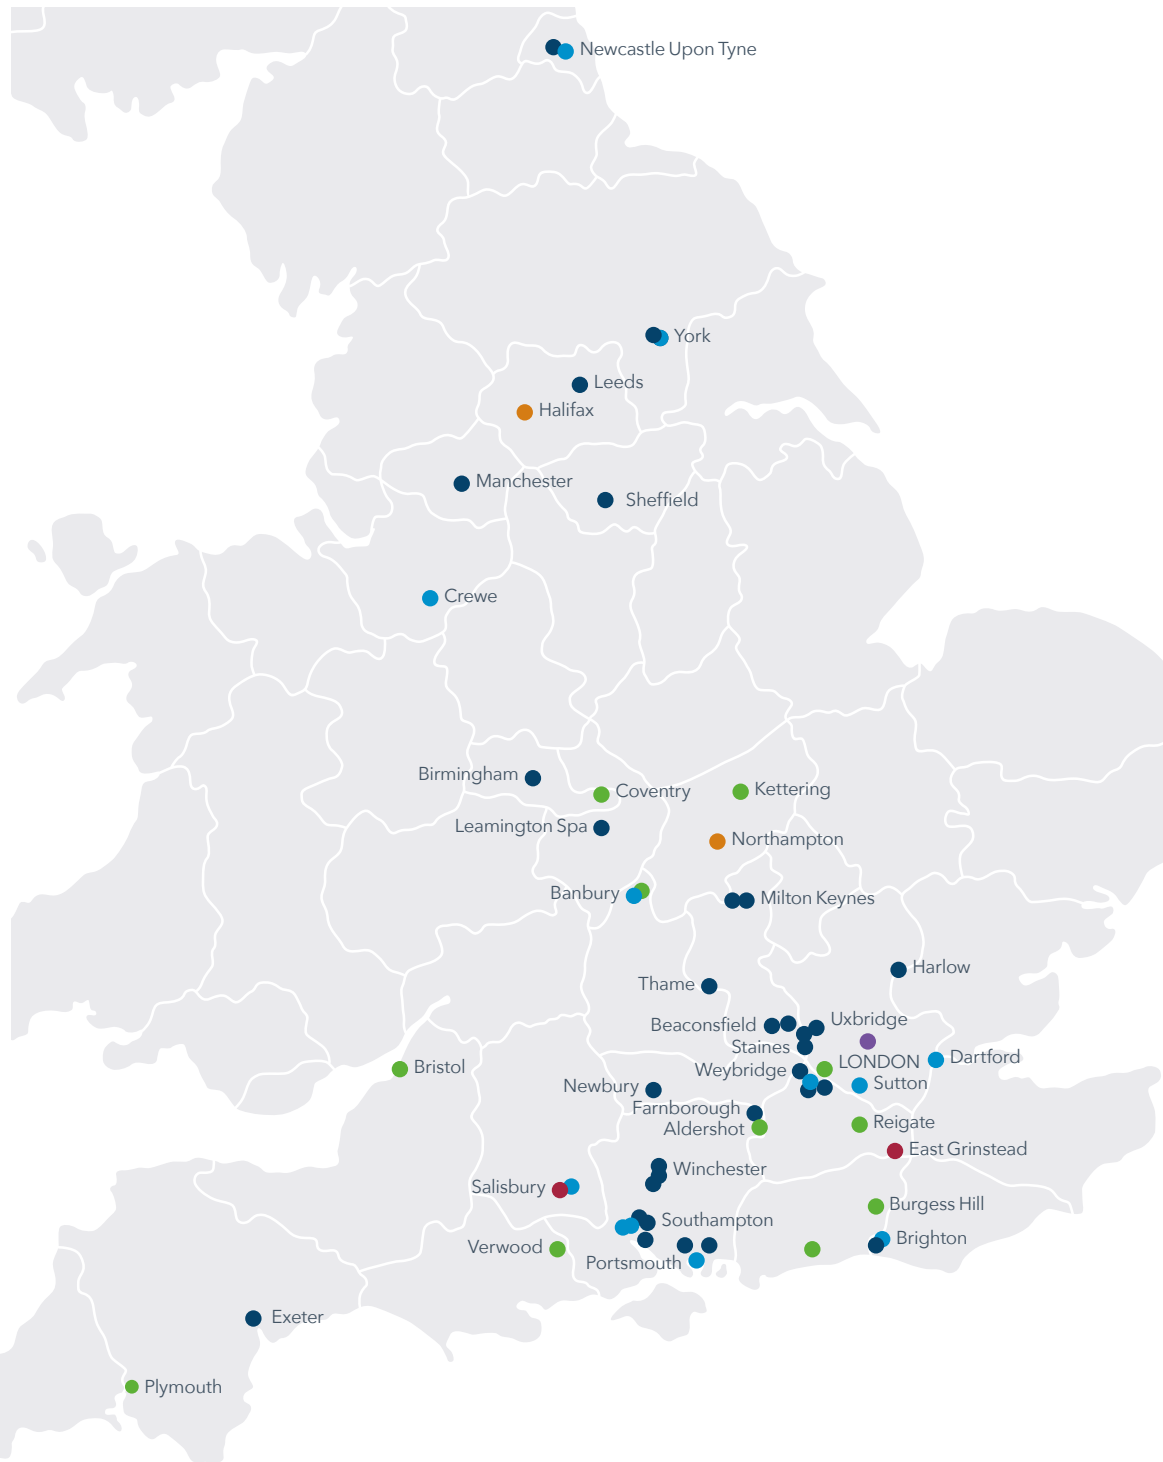 Newcastle Upon Tyne
York
Leeds
Halifax
Manchester
Sheffield
Crewe
Birmingham
Coventry
Kettering
Leamington Spa
Northampton
Banbury
Milton Keynes
Harlow
Thame
Beaconsfield
Uxbridge
Staines
LONDON
Dartford
Bristol
Weybridge
Sutton
Newbury
Farnborough
Aldershot
Reigate
East Grinstead
Winchester
Salisbury
Burgess Hill
Southampton
Brighton
Verwood
Portsmouth
Exeter
Plymouth